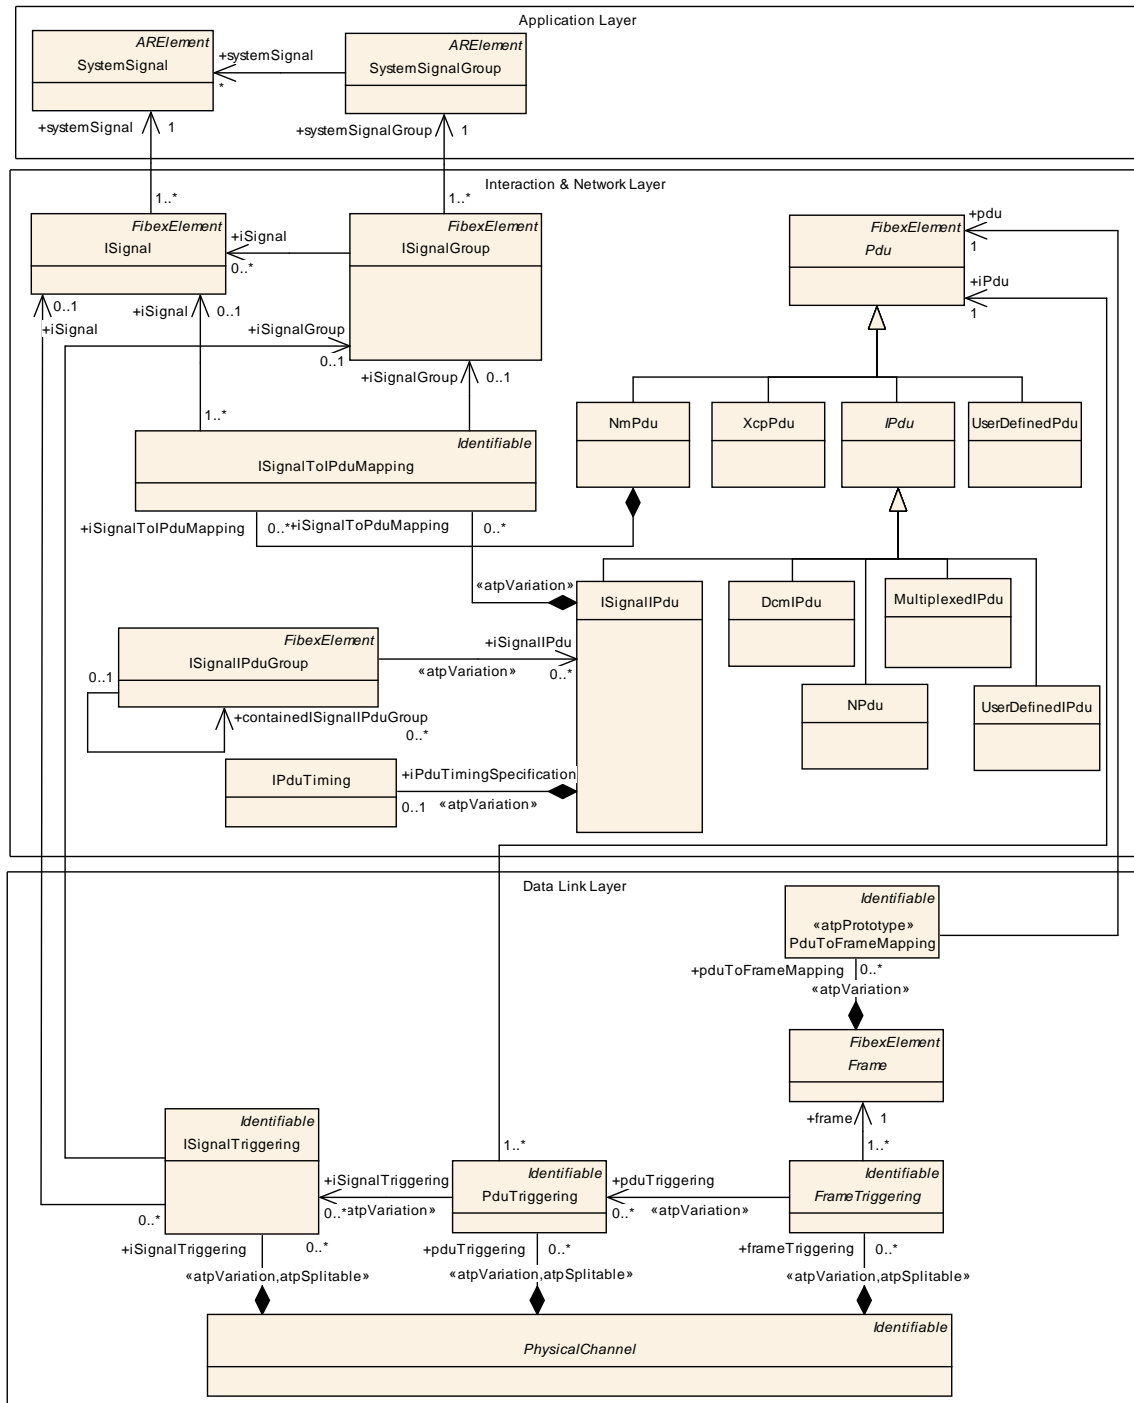 Application Layer
ARElement
SystemSignal
+systemSignal
*
ARElement
SystemSignalGroup
+systemSignal
1
+systemSignalGroup
1
Interaction & Network Layer
1..*
1..*
FibexElement
ISignal
+iSignal
0..*
FibexElement
ISignalGroup
FibexElement
Pdu
+pdu
1
+iPdu
1
0..1
+iSignal
+iSignal
0..1
+iSignalGroup
0..1
+iSignalGroup
0..1
1..*
NmPdu
XcpPdu
IPdu
UserDefinedPdu
Identifiable
ISignalToIPduMapping
+iSignalToIPduMapping
0..*
+iSignalToPduMapping
0..*
«atpVariation»
ISignalIPdu
DcmIPdu
MultiplexedIPdu
NPdu
UserDefinedIPdu
FibexElement
ISignalIPduGroup
+iSignalIPdu
«atpVariation»
0..*
0..1
+containedISignalIPduGroup
0..*
IPduTiming
+iPduTimingSpecification
0..1
«atpVariation»
Data Link Layer
Identifiable
«atpPrototype»
PduToFrameMapping
+pduToFrameMapping
0..*
«atpVariation»
FibexElement
Frame
+frame
1
1..*
1..*
Identifiable
ISignalTriggering
+iSignalTriggering
0..*
atpVariation»
Identifiable
PduTriggering
+pduTriggering
0..*
«atpVariation»
Identifiable
FrameTriggering
0..*
+iSignalTriggering
0..*
«atpVariation,atpSplitable»
+pduTriggering
0..*
«atpVariation,atpSplitable»
+frameTriggering
0..*
«atpVariation,atpSplitable»
Identifiable
PhysicalChannel